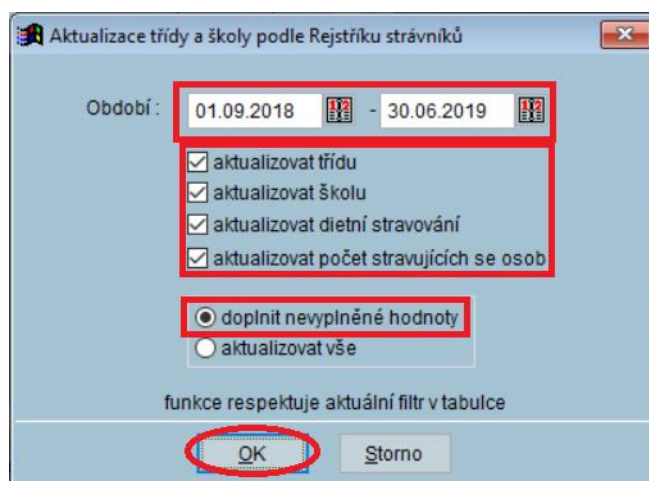 Aktualizace třídy a školy podle Rejstříku strávníků
Období : 01.09.2018 - 30.06.2019
aktualizovat třídu
aktualizovat školu
aktualizovat dietní stravování
aktualizovat počet stravujících se osob
doplnit nevyplněné hodnoty
aktualizovat vše
funkce respektuje aktuální filtr v tabulce
OK Storno